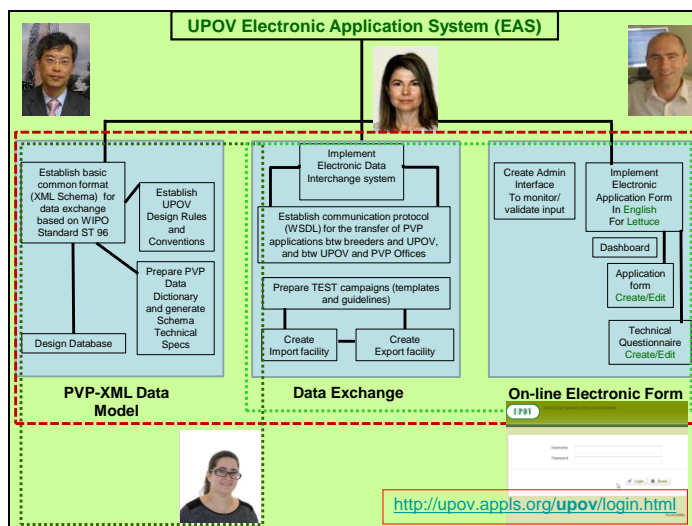 UPOV Electronic Application System (EAS)
Establish basic
common format
(XML Schema) for
data exchange
based on WIPO
Standard ST 96
Establish
UPOV
Design Rules
and
Conventions
Prepare PVP
Data
Dictionary
and generate
Schema
Technical
Specs
Design Database
PVP-XML Data
Model
Implement
Electronic Data
Interchange system
Establish communication protocol
(WSDL) for the transfer of PVP
applications btw breeders and UPOV,
and btw UPOV and PVP Offices
Prepare TEST campaigns (templates
and guidelines)
Create
Import facility
Create
Export facility
Data Exchange
Create Admin
Interface
To monitor/
validate input
Implement
Electronic
Application Form
In English
For Lettuce
Dashboard
Application
form
Create/Edit
Technical
Questionnaire
Create/Edit
On-line Electronic Form
UPOV
Username
Password
Login
Reset
http://upov.appls.org/upov/login.html